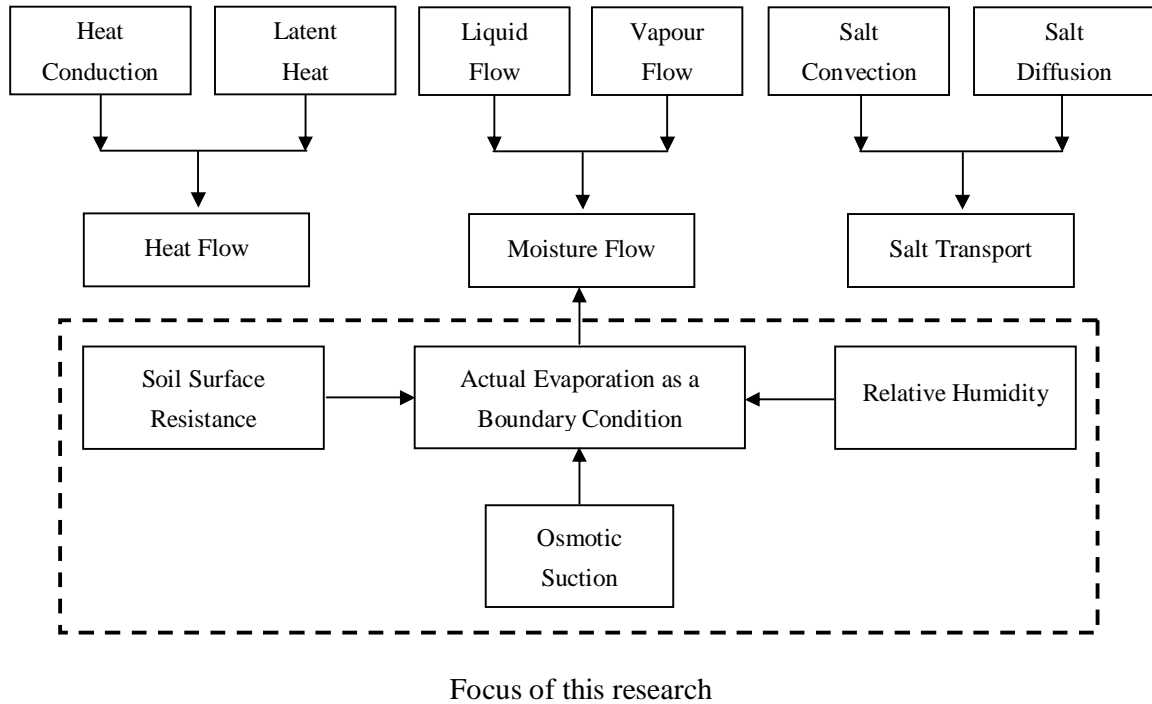 Heat
Conduction
Latent
Heat
Liquid
Flow
Vapour
Flow
Salt
Convection
Salt
Diffusion
Heat Flow
Moisture Flow
Salt Transport
Soil Surface
Resistance
Actual Evaporation as a
Boundary Condition
Relative Humidity
Osmotic
Suction
Focus of this research